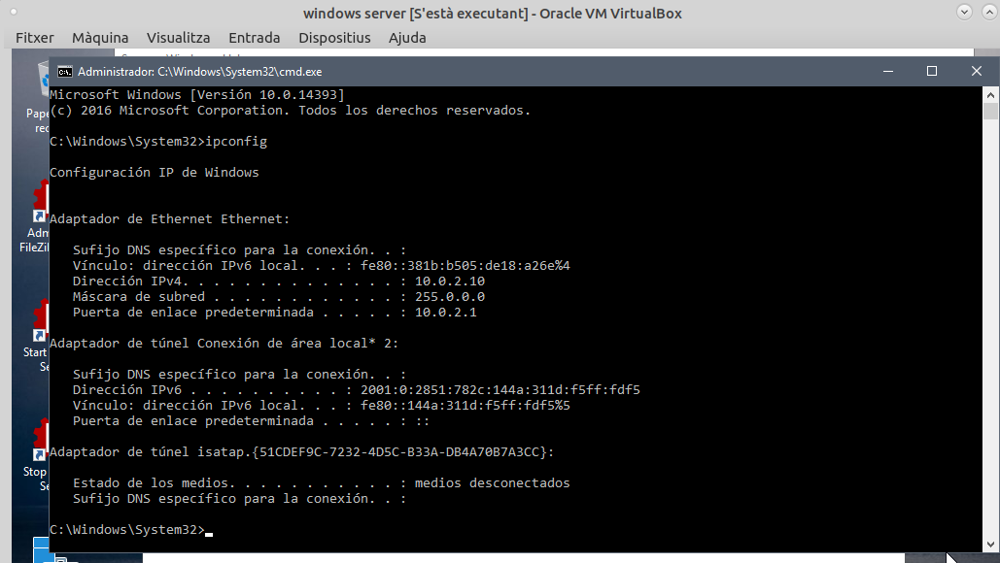 windows server [S'està executant] - Oracle VM VirtualBox
Fitxer Màquina Visualitza Entrada Dispositius Ajuda
Administrador: C:\Windows\System32\cmd.exe
Microsoft Windows [Versión 10.0.14393]
(c) 2016 Microsoft Corporation. Todos los derechos reservados.
C:\Windows\System32>ipconfig
Configuración IP de Windows
Adaptador de Ethernet Ethernet:
Sufijo DNS específico para la conexión. . :
Vínculo: dirección IPv6 local. . . : fe80::381b:b505:de18:a26e%4
Dirección IPv4. . . . . . . . . . . . . . : 10.0.2.10
Máscara de subred . . . . . . . . . . . . : 255.0.0.0
Puerta de enlace predeterminada . . . . . : 10.0.2.1
Adaptador de túnel Conexión de área local* 2:
Sufijo DNS específico para la conexión. . :
Dirección IPv6 . . . . . . . . . . : 2001:0:2851:782c:144a:311d:f5ff:fdf5
Vínculo: dirección IPv6 local. . . : fe80::144a:311d:f5ff:fdf5%5
Puerta de enlace predeterminada . . . . . : ::
Adaptador de túnel isatap.{51CDEF9C-7232-4D5C-B33A-DB4A70B7A3CC}:
Estado de los medios. . . . . . . . . . . : medios desconectados
Sufijo DNS específico para la conexión. . :
C:\Windows\System32>
Pape
rec
Adm
FileZil
Start
Se
Stop
Se